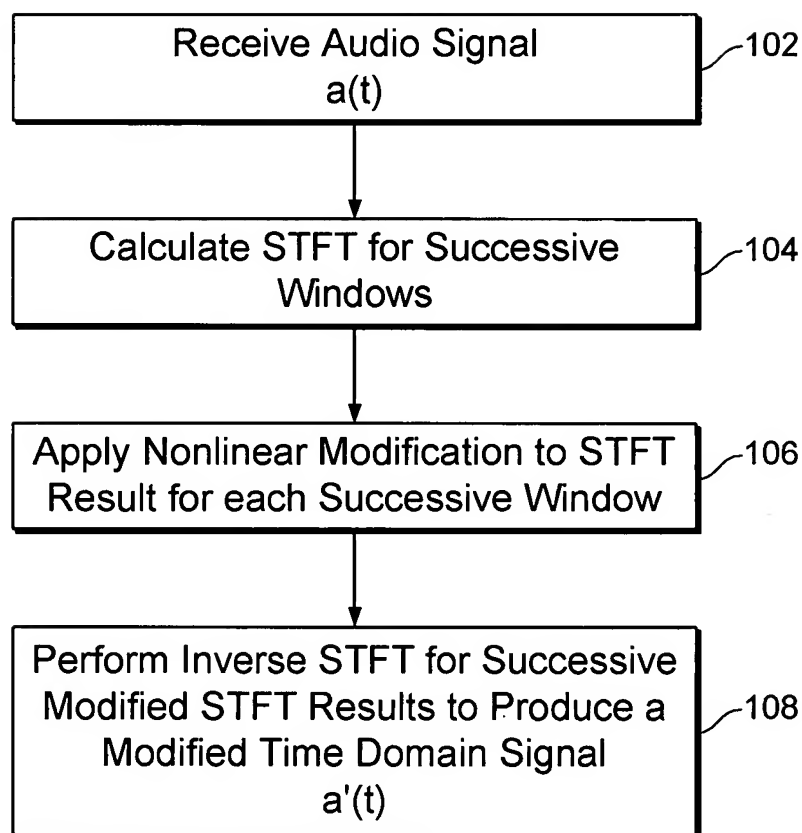 Receive Audio Signal
a(t)
102
Calculate STFT for Successive
Windows
104
Apply Nonlinear Modification to STFT
Result for each Successive Window
106
Perform Inverse STFT for Successive
Modified STFT Results to Produce a
Modified Time Domain Signal
a'(t)
108